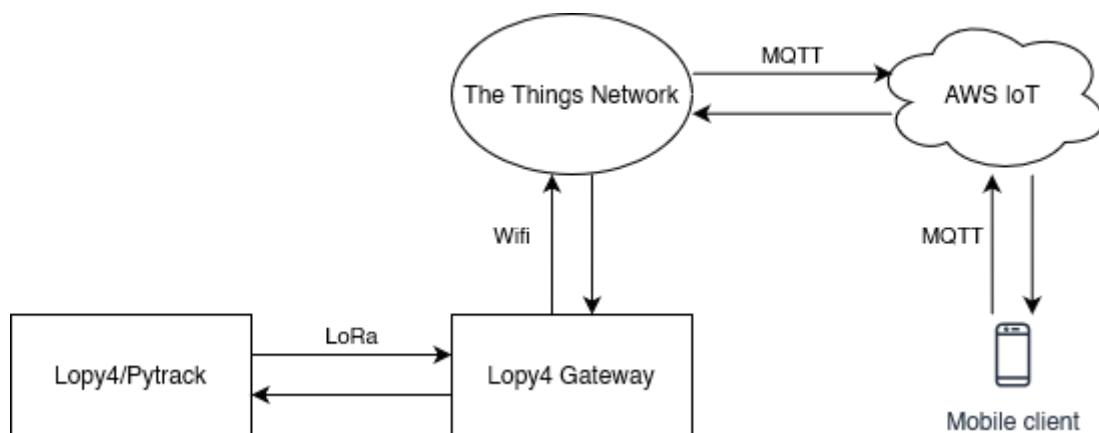 MQTT
The Things Network
AWS IoT
Wifi
MQTT
LoRa
Lopy4/Pytrack
Lopy4 Gateway
Mobile client